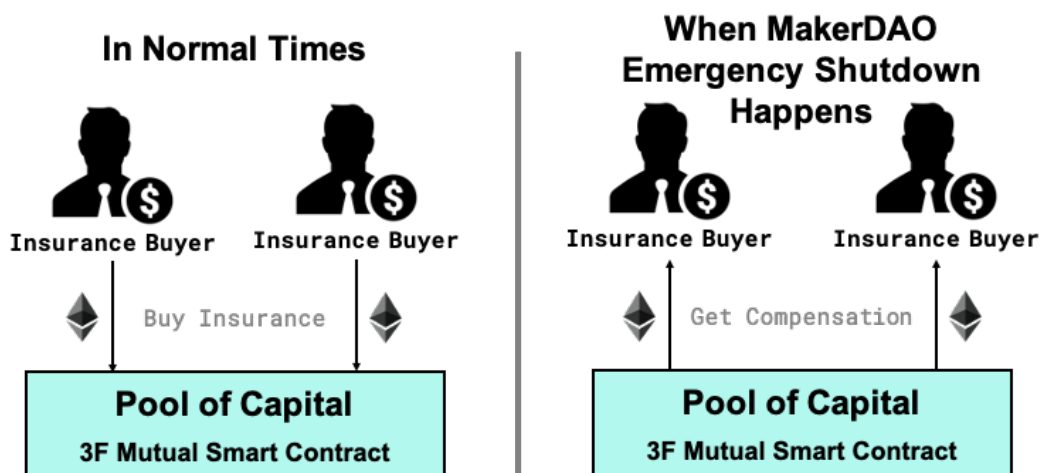 In Normal Times
$
$
Insurance Buyer
Insurance Buyer
Buy Insurance
Pool of Capital
3F Mutual Smart Contract
When MakerDAO
Emergency Shutdown
Happens
$
$
Insurance Buyer
Insurance Buyer
Get Compensation
Pool of Capital
3F Mutual Smart Contract